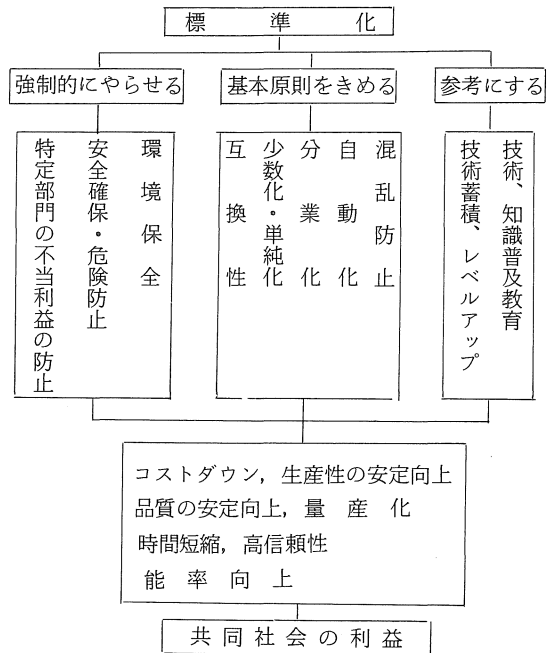 標準化
強制的にやらせる
基本原則をきめる
参考にする
環境保全
安全確保・危険防止
特定部門の不当利益の防止
混乱防止
自動化
分業化
少数化・単純化
互換性
技術、知識普及教育
技術蓄積、レベルアップ
コストダウン, 生産性の安定向上
品質の安定向上, 量産化
時間短縮, 高信頼性
能率向上
共同社会の利益